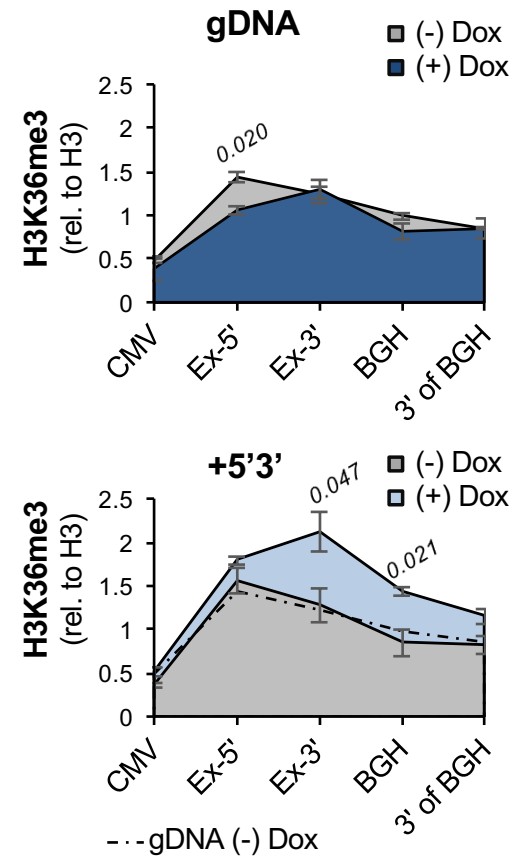 gDNA
(-) Dox
(+) Dox
H3K36me3
(rel. to H3)
2.5
2
1.5
1
0.5
0
0.020
CMV
Ex-5'
Ex-3'
BGH
3' of BGH
+5'3'
(-) Dox
(+) Dox
H3K36me3
(rel. to H3)
2.5
2
1.5
1
0.5
0
0.047
0.021
CMV
Ex-5'
Ex-3'
BGH
3' of BGH
gDNA (-) Dox